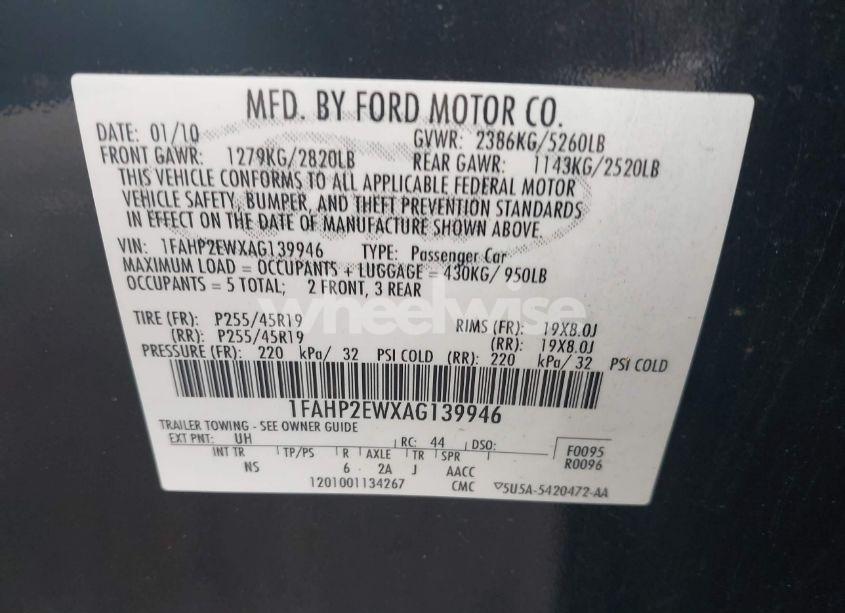 MFD. BY FORD MOTOR CO.
DATE: 01/10 GVWR: 2386KG/5260LB
FRONT GAWR: 1279KG/2820LB REAR GAWR: 1143KG/2520LB
THIS VEHICLE CONFORMS TO ALL APPLICABLE FEDERAL MOTOR
VEHICLE SAFETY, BUMPER, AND THEFT PREVENTION STANDARDS
IN EFFECT ON THE DATE OF MANUFACTURE SHOWN ABOVE.
VIN: 1FAHP2EWXAG139946 TYPE: Passenger Car
MAXIMUM LOAD = OCCUPANTS + LUGGAGE = 430KG/ 950LB
OCCUPANTS = 5 TOTAL; 2 FRONT, 3 REAR
wheelwise
TIRE (FR): P255/45R19 RIMS (FR): 19X8.0J
(RR): P255/45R19 (RR): 19X8.0J
PRESSURE (FR): 220 kPa/ 32 PSI COLD (RR): 220 kPa/ 32 PSI COLD
1FAHP2EWXAG139946
TRAILER TOWING - SEE OWNER GUIDE
EXT PNT: UH RC: 44 DSO: F0095
INT TR TP/PS R AXLE TR SPR R0096
NS 6 2A J AACC
1201001134267 CMC ▽5U5A-5420472-AA